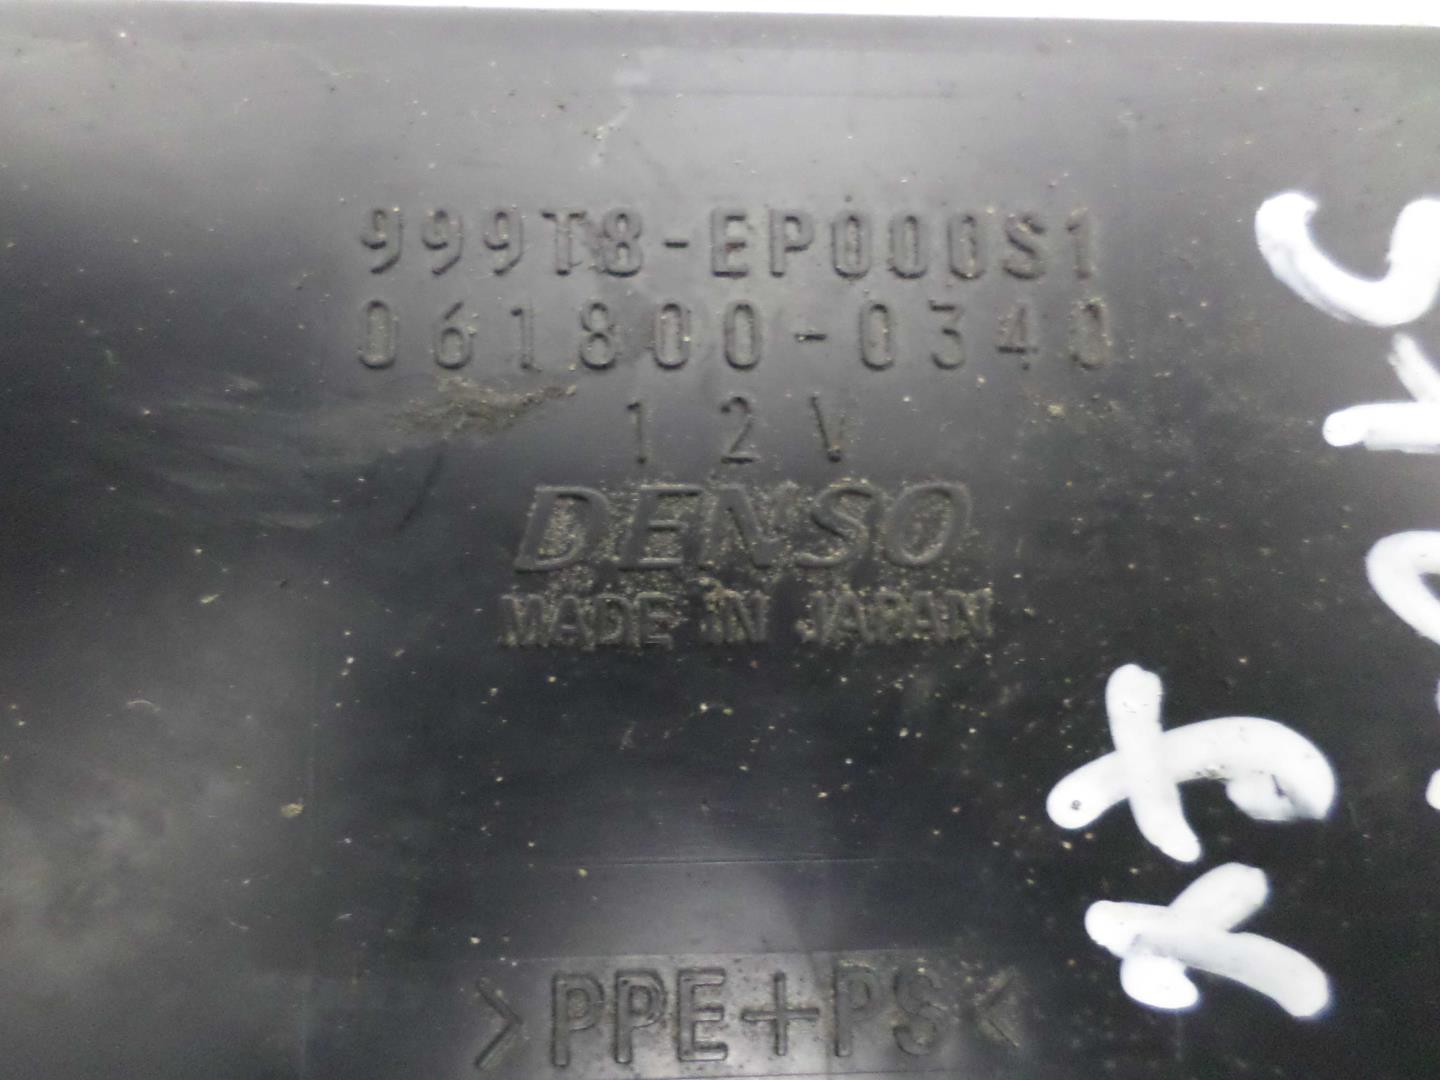 999T8-EP000S1
061800-0340
12V
DENSO
MADE IN JAPAN
>PPE+PS<